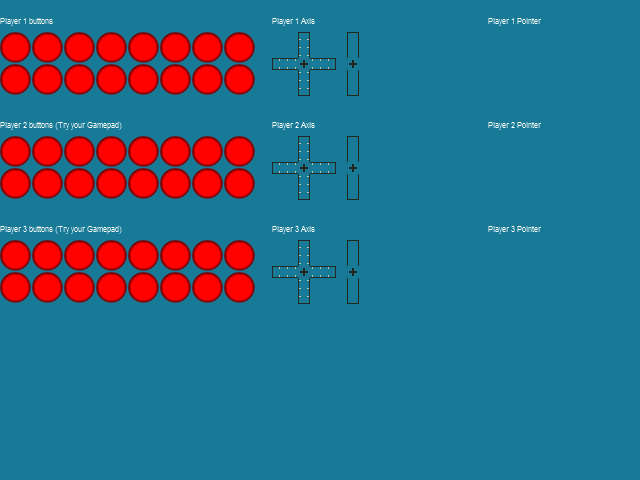 Player 1 buttons Player 1 Axis Player 1 Pointer
Player 2 buttons (Try your Gamepad) Player 2 Axis Player 2 Pointer
Player 3 buttons (Try your Gamepad) Player 3 Axis Player 3 Pointer